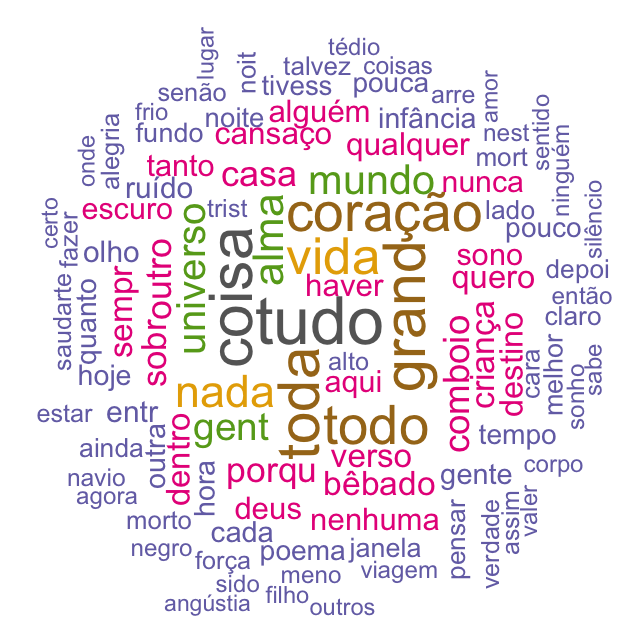 tédio
lugar
noit
talvez
coisas
senão
tivess
pouca
arre
amor
frio
noite
alguém
infância
sentido
onde
alegria
fundo
cansaço
qualquer
nest
ninguém
tanto
casa
mundo
nunca
mort
silêncio
certo
fazer
escuro
ruído
trist
alma
coração
lado
pouco
saudarte
quanto
olho
sempr
sobr
outro
universo
coisa
vida
haver
grand
sono
quero
depoi
então
claro
tudo
hoje
nada
toda
alto
aqui
todo
comboio
criança
destino
cara
melhor
sonho
sabe
estar
entr
gent
verso
tempo
ainda
outra
dentro
hora
porqu
bêbado
gente
corpo
navio
agora
morto
deus
nenhuma
pensar
verdade
assim
valer
negro
cada
força
poema
janela
viagem
sido
meno
angústia
filho
outros